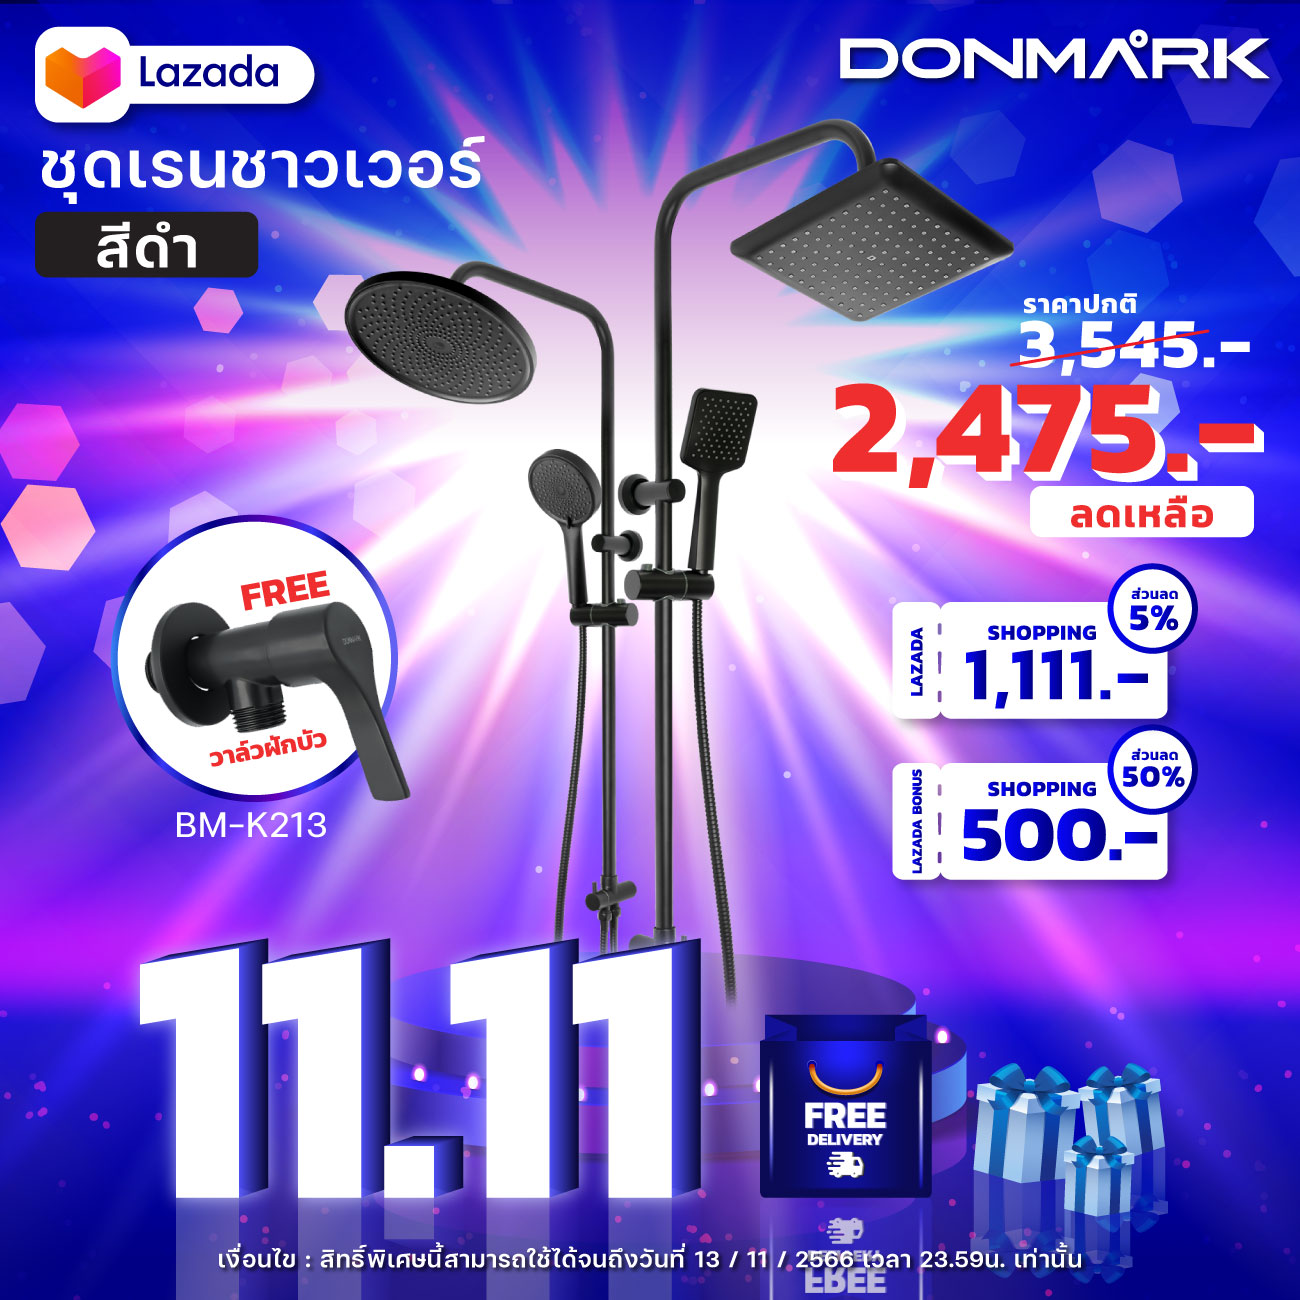 Lazada
DONMARK
ชุดเรนชาวเวอร์
สีดำ
ราคาปกติ
3,545.-
2,475.-
ลดเหลือ
FREE
DONMARK
วาล์วฝักบัว
BM-K213
LAZADA
SHOPPING
1,111.-
ส่วนลด
5%
LAZADA BONUS
SHOPPING
500.-
ส่วนลด
50%
11.11
FREE
DELIVERY
เงื่อนไข : สิทธิ์พิเศษนี้สามารถใช้ได้จนถึงวันที่ 13 / 11 / 2566 เวลา 23.59น. เท่านั้น